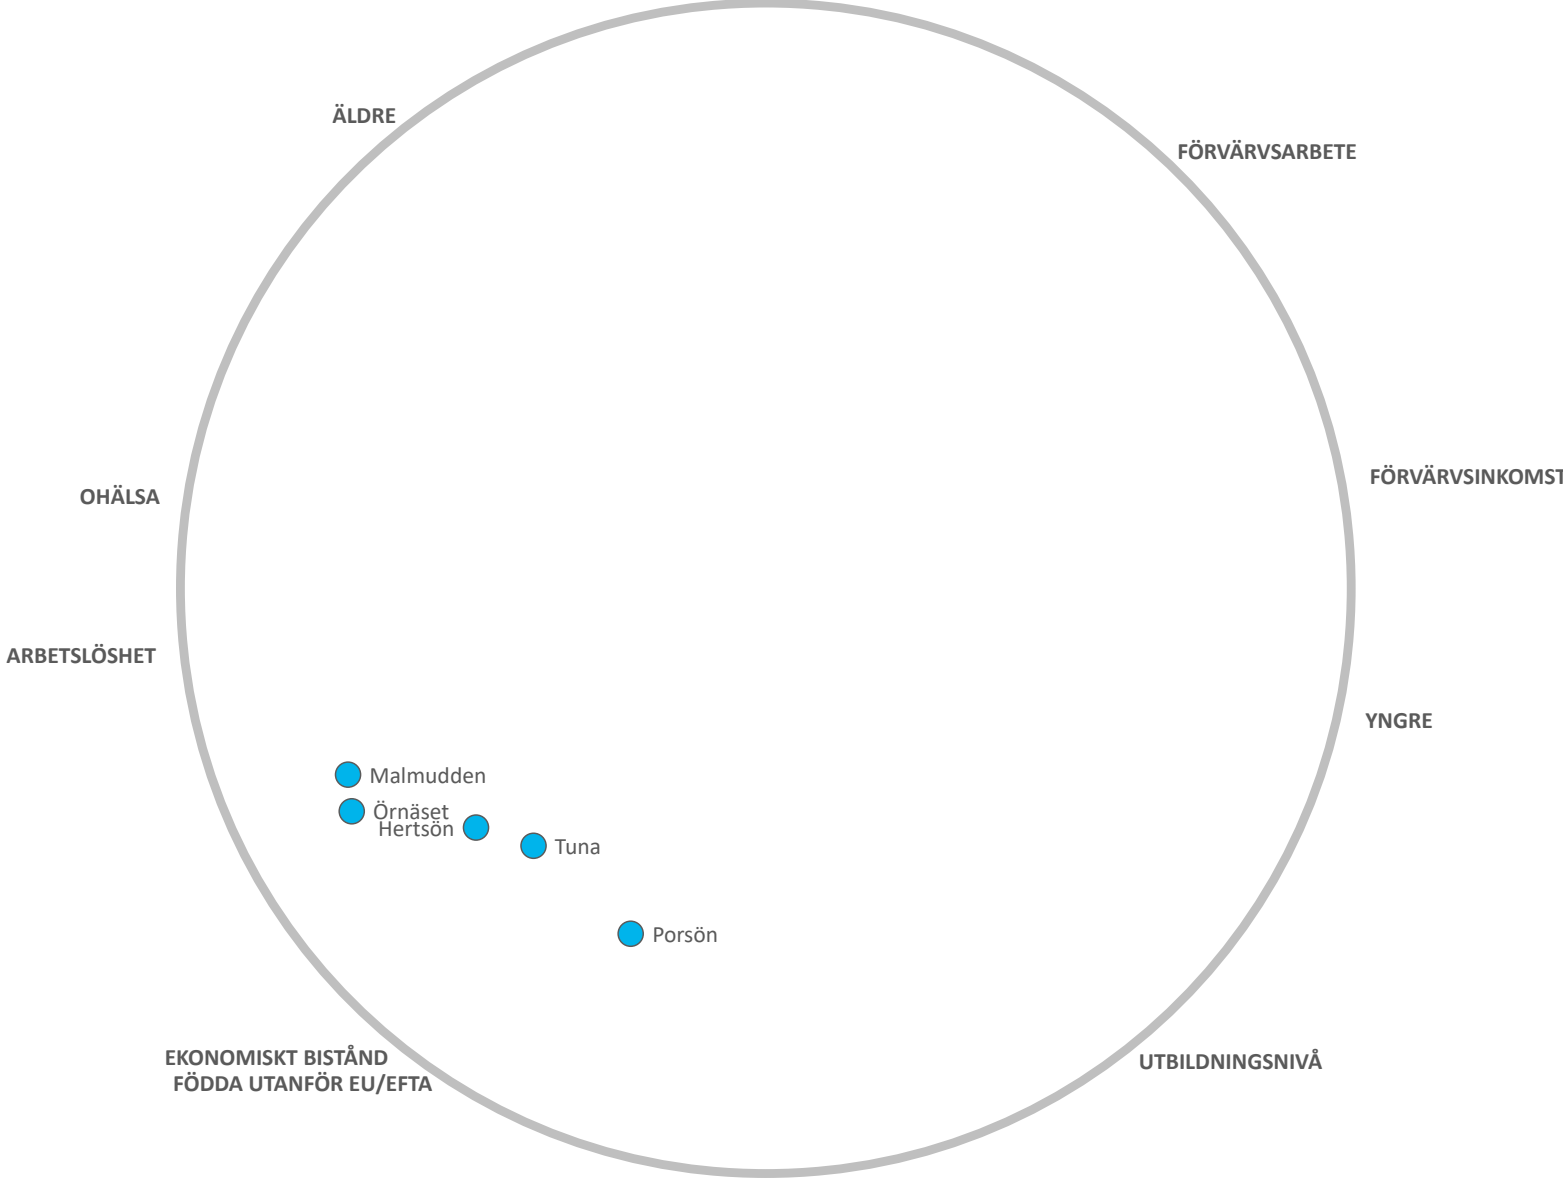 ÄLDRE
FÖRVÄRVSARBETE
FÖRVÄRVSINKOMST
OHÄLSA
ARBETSLÖSHET
YNGRE
Malmudden
Örnäset
Hertsön
Tuna
Porsön
EKONOMISKT BISTÅND
FÖDDA UTANFÖR EU/EFTA
UTBILDNINGSNIVÅ